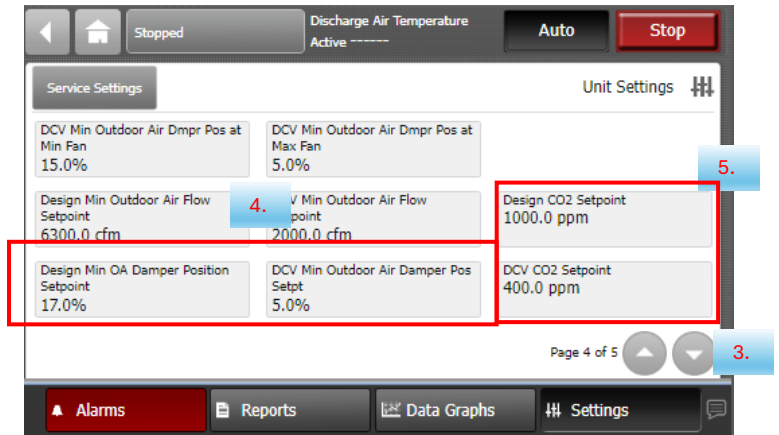 Stopped
Discharge Air Temperature
Active ------
Auto
Stop
Service Settings
Unit Settings
DCV Min Outdoor Air Dmpr Pos at
Min Fan
15.0%
DCV Min Outdoor Air Dmpr Pos at
Max Fan
5.0%
5.
Design Min Outdoor Air Flow
Setpoint
6300.0 cfm
4.
V Min Outdoor Air Flow
point
2000.0 cfm
Design CO2 Setpoint
1000.0 ppm
Design Min OA Damper Position
Setpoint
17.0%
DCV Min Outdoor Air Damper Pos
Setpt
5.0%
DCV CO2 Setpoint
400.0 ppm
Page 4 of 5
3.
Alarms
Reports
Data Graphs
Settings